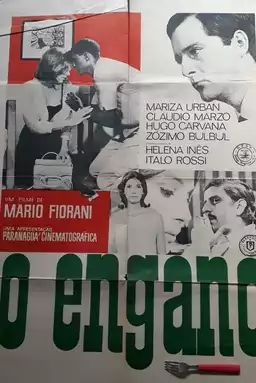 MARIZA URBAN
CLAUDIO MARZO
HUGO CARVANA
ZÓZIMO BULBUL
HELENA INÊS
ITALO ROSSI
UM FILME DE
MARIO FIORANI
UMA APRESENTAÇÃO
PARANAGUÁ CINEMATOGRÁFICA
o engano